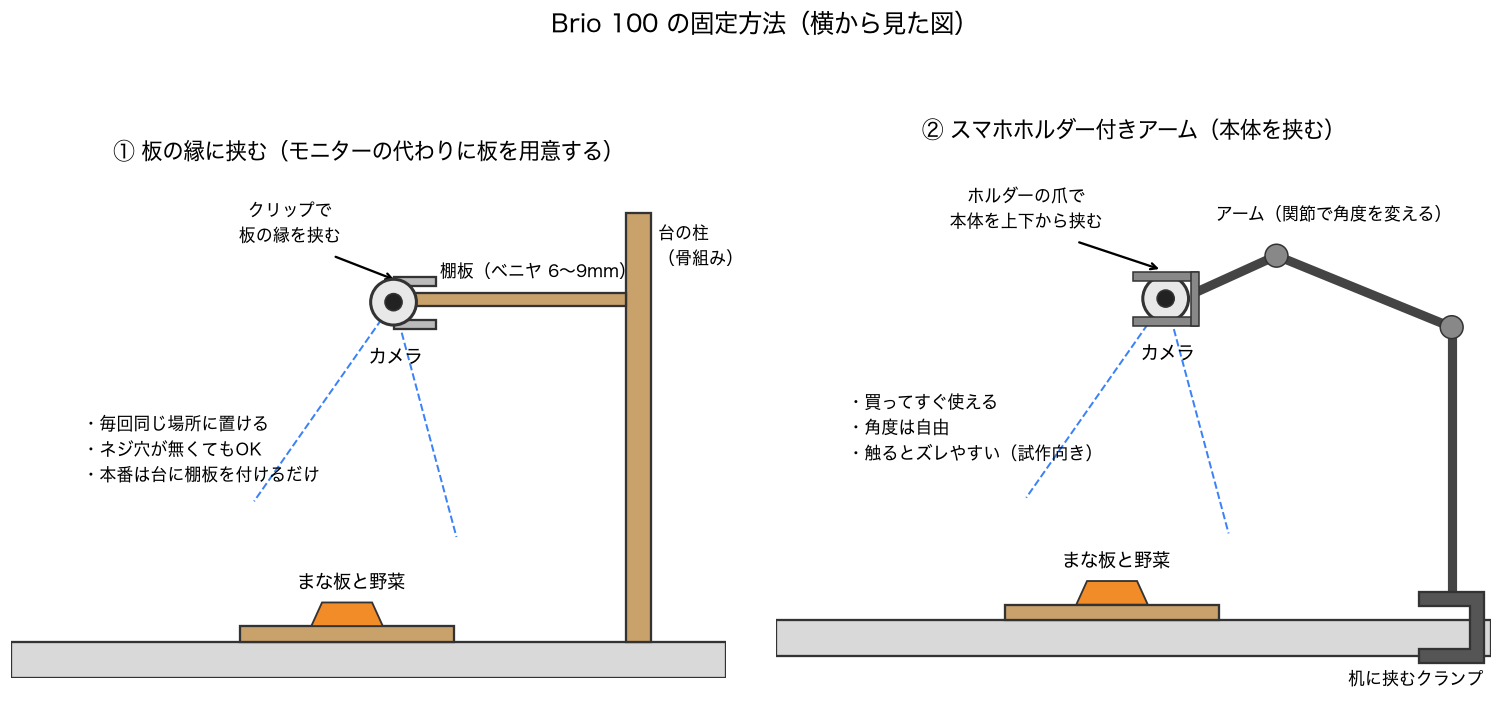 Brio 100 の固定方法（横から見た図）
① 板の縁に挟む（モニターの代わりに板を用意する）
クリップで
板の縁を挟む
棚板（ベニヤ 6〜9mm）
台の柱
（骨組み）
カメラ
・毎回同じ場所に置ける
・ネジ穴が無くてもOK
・本番は台に棚板を付けるだけ
まな板と野菜
② スマホホルダー付きアーム（本体を挟む）
ホルダーの爪で
本体を上下から挟む
アーム（関節で角度を変える）
カメラ
・買ってすぐ使える
・角度は自由
・触るとズレやすい（試作向き）
まな板と野菜
机に挟むクランプ